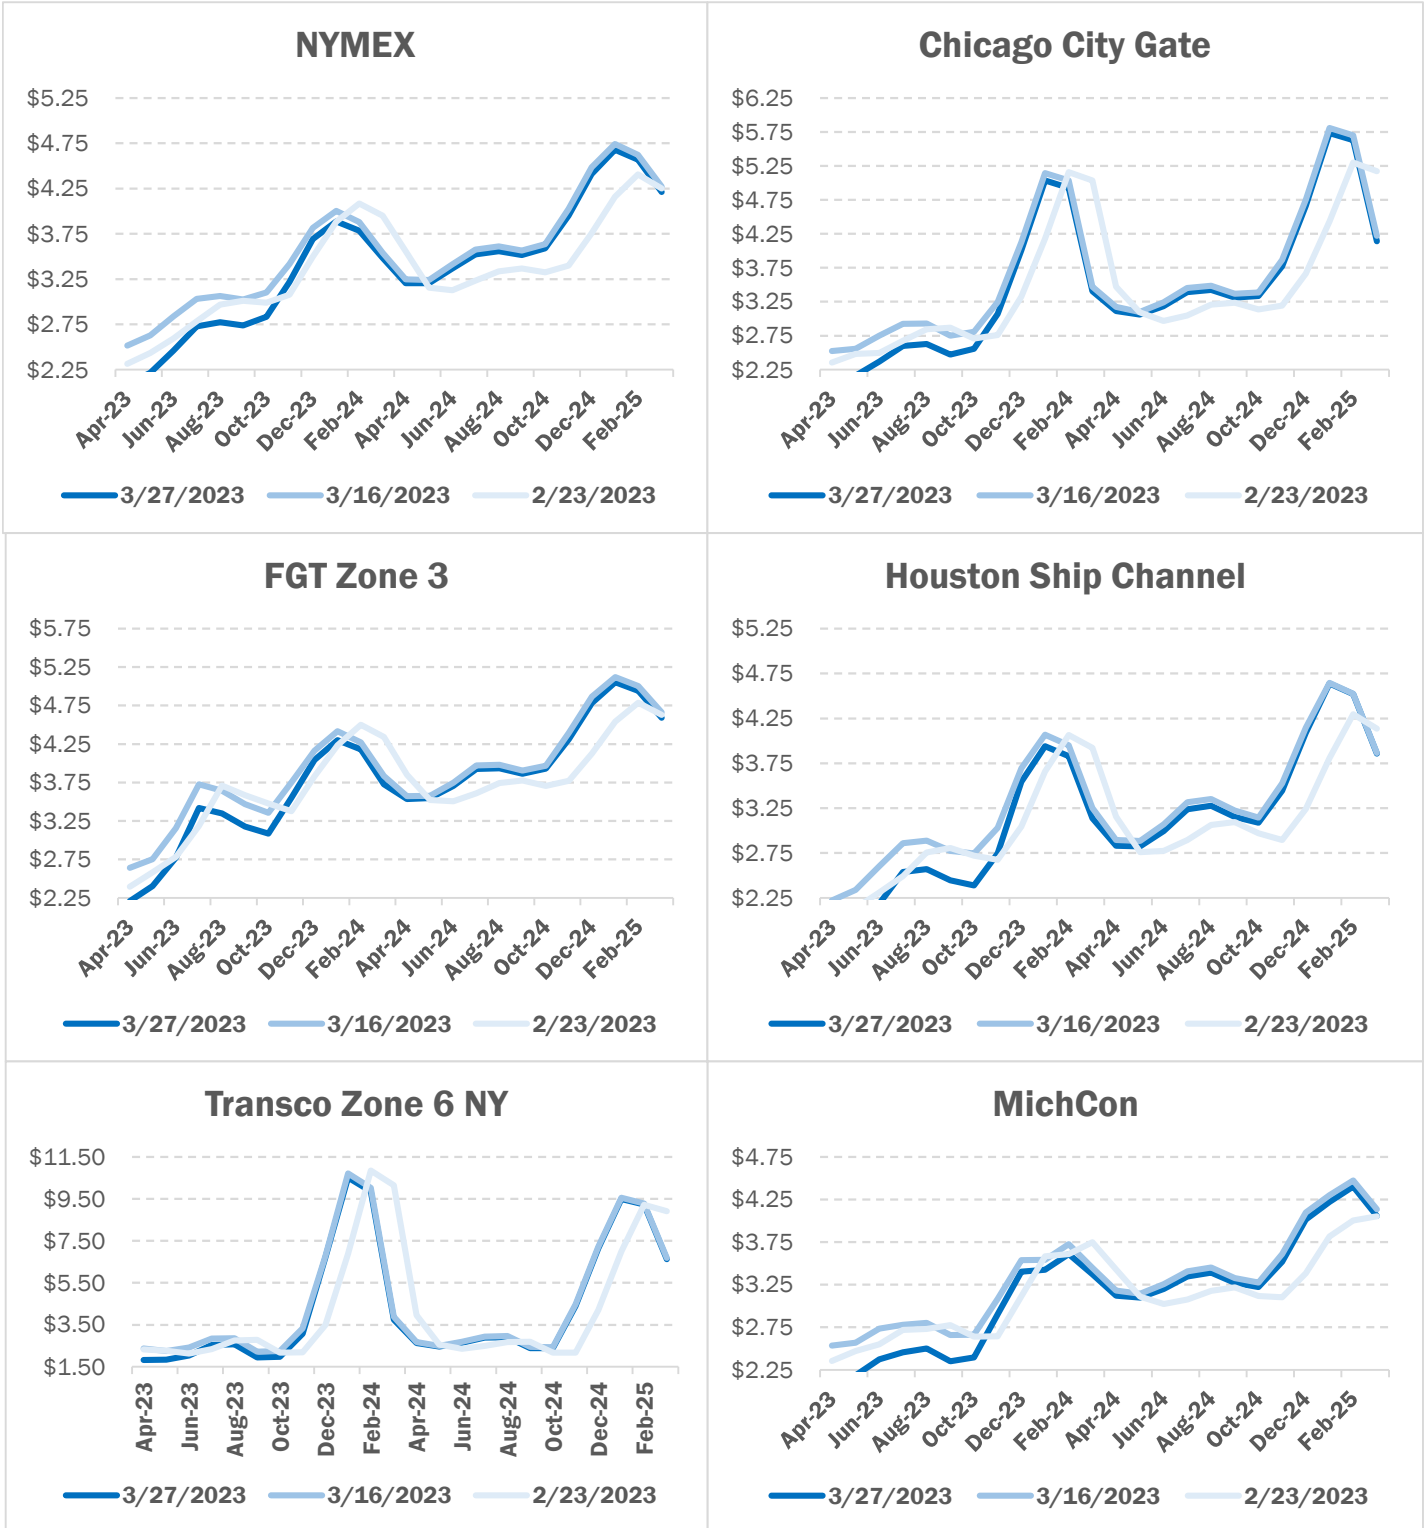 NYMEX
$5.25
$4.75
$4.25
$3.75
$3.25
$2.75
$2.25
Apr-23 Jun-23 Aug-23 Oct-23 Dec-23 Feb-24 Apr-24 Jun-24 Aug-24 Oct-24 Dec-24 Feb-25
3/27/2023 3/16/2023 2/23/2023
Chicago City Gate
$6.25
$5.75
$5.25
$4.75
$4.25
$3.75
$3.25
$2.75
$2.25
Apr-23 Jun-23 Aug-23 Oct-23 Dec-23 Feb-24 Apr-24 Jun-24 Aug-24 Oct-24 Dec-24 Feb-25
3/27/2023 3/16/2023 2/23/2023
FGT Zone 3
$5.75
$5.25
$4.75
$4.25
$3.75
$3.25
$2.75
$2.25
Apr-23 Jun-23 Aug-23 Oct-23 Dec-23 Feb-24 Apr-24 Jun-24 Aug-24 Oct-24 Dec-24 Feb-25
3/27/2023 3/16/2023 2/23/2023
Houston Ship Channel
$5.25
$4.75
$4.25
$3.75
$3.25
$2.75
$2.25
Apr-23 Jun-23 Aug-23 Oct-23 Dec-23 Feb-24 Apr-24 Jun-24 Aug-24 Oct-24 Dec-24 Feb-25
3/27/2023 3/16/2023 2/23/2023
Transco Zone 6 NY
$11.50
$9.50
$7.50
$5.50
$3.50
$1.50
Apr-23 Jun-23 Aug-23 Oct-23 Dec-23 Feb-24 Apr-24 Jun-24 Aug-24 Oct-24 Dec-24 Feb-25
3/27/2023 3/16/2023 2/23/2023
MichCon
$4.75
$4.25
$3.75
$3.25
$2.75
$2.25
Apr-23 Jun-23 Aug-23 Oct-23 Dec-23 Feb-24 Apr-24 Jun-24 Aug-24 Oct-24 Dec-24 Feb-25
3/27/2023 3/16/2023 2/23/2023